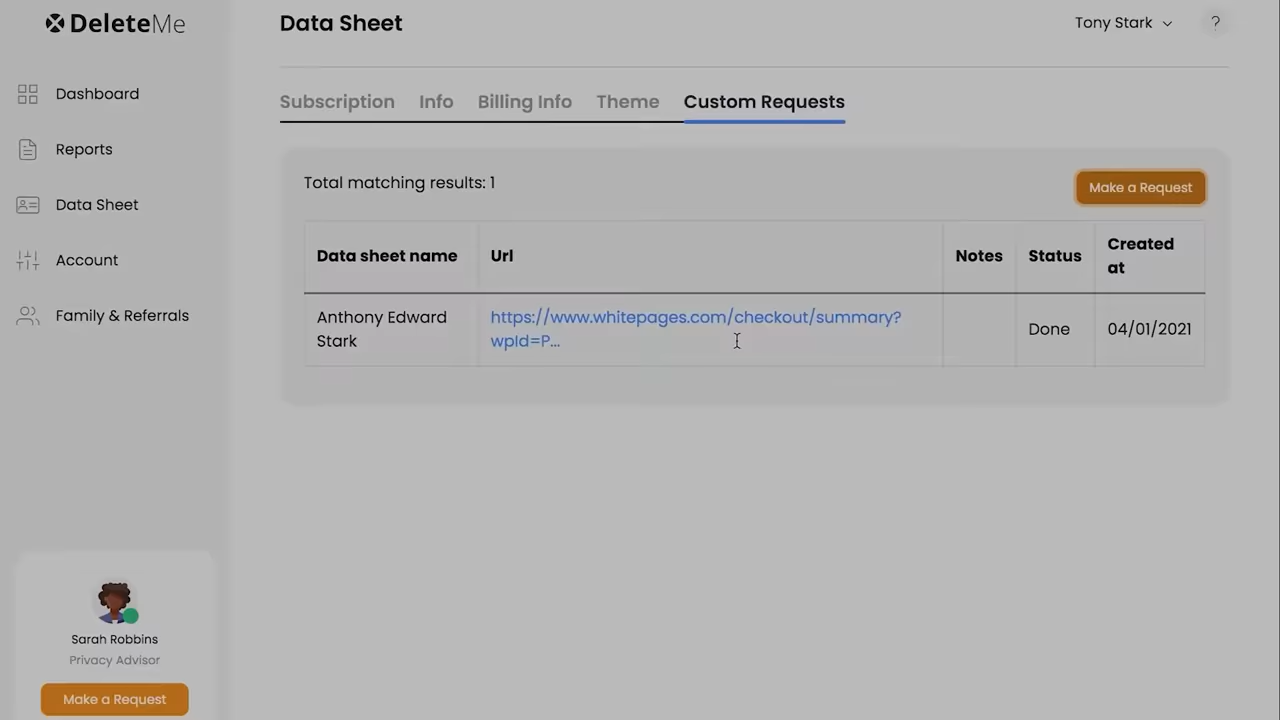 DeleteMe
Data Sheet
Tony Stark
?
Dashboard
Reports
Data Sheet
Account
Family & Referrals
Subscription
Info
Billing Info
Theme
Custom Requests
Total matching results: 1
Make a Request
Data sheet name
Url
Notes
Status
Created
at
Anthony Edward
Stark
https://www.whitepages.com/checkout/summary?
wpId=P...
Done
04/01/2021
Sarah Robbins
Privacy Advisor
Make a Request